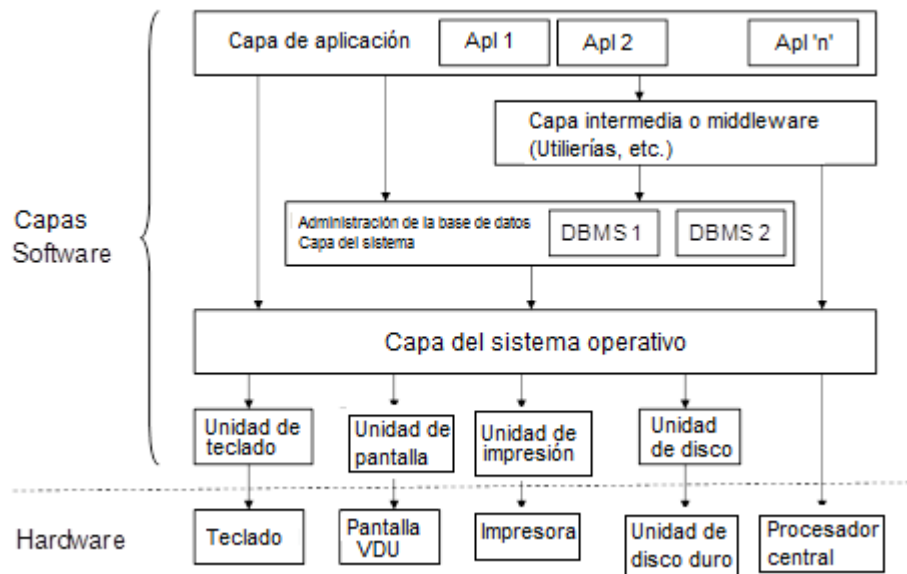 Capa de aplicación
Apl 1
Apl 2
Apl 'n'
Capa intermedia o middleware
(Utilierías, etc.)
Capas
Software
Administración de la base de datos
Capa del sistema
DBMS 1
DBMS 2
Capa del sistema operativo
Unidad de
teclado
Unidad de
pantalla
Unidad de
impresión
Unidad
de disco
Hardware
Teclado
Pantalla
VDU
Impresora
Unidad de
disco duro
Procesador
central